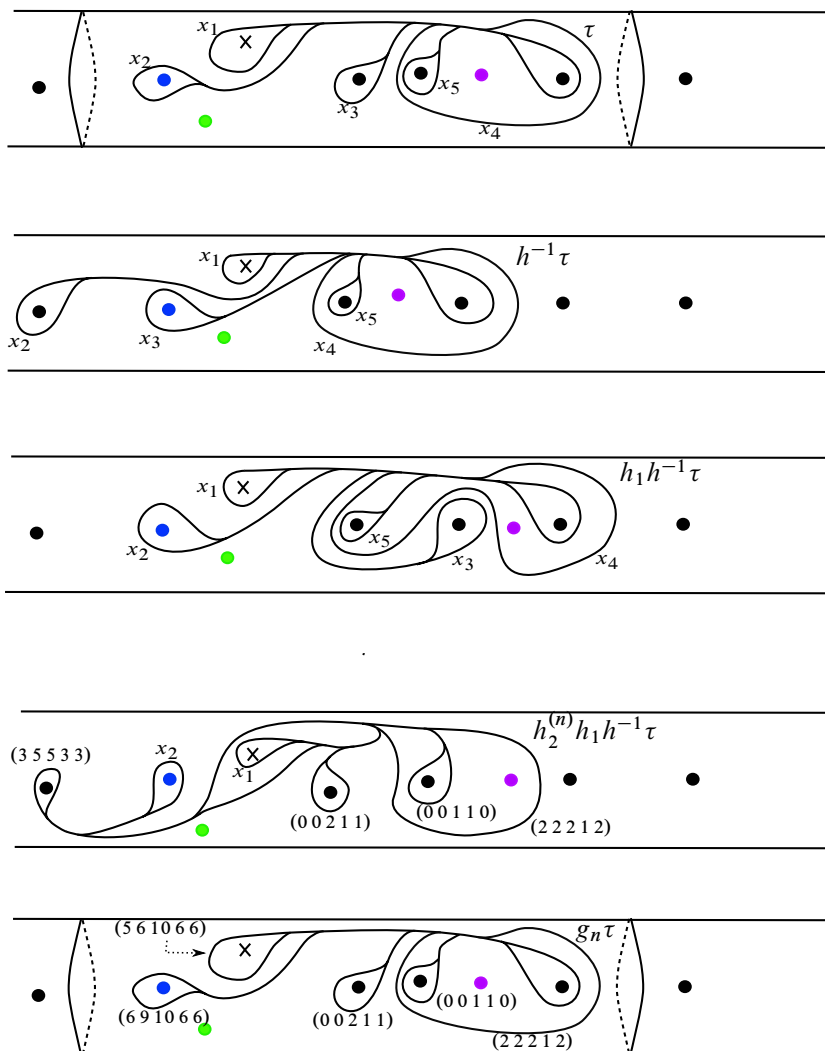 x₁ τ
x₂
x₅
x₃
x₄
h⁻¹τ
x₁
x₅
x₂ x₃ x₄
h₁h⁻¹τ
x₁
x₂ x₅ x₃ x₄
h₂⁽ⁿ⁾h₁h⁻¹τ
(3 5 5 3 3) x₂
x₁
(0 0 2 1 1) (0 0 1 1 0) (2 2 2 1 2)
(5 6 10 6 6) gₙτ
(6 9 10 6 6) (0 0 2 1 1) (0 0 1 1 0)
(2 2 2 1 2)